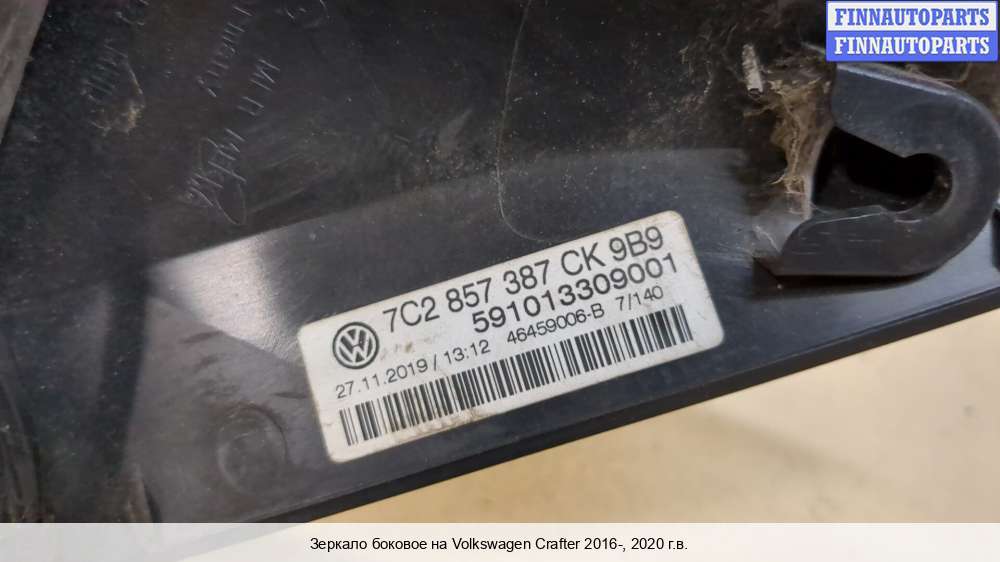 FINNAUTOPARTS
FINNAUTOPARTS
7C2 857 387 CK 9B9
591013309001
27.11.2019 / 13:12 46459006-B 7/140
Зеркало боковое на Volkswagen Crafter 2016-, 2020 г.в.